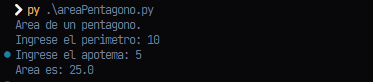 ❯ py .\areaPentagono.py
Area de un pentagono.
Ingrese el perimetro: 10
Ingrese el apotema: 5
Area es: 25.0